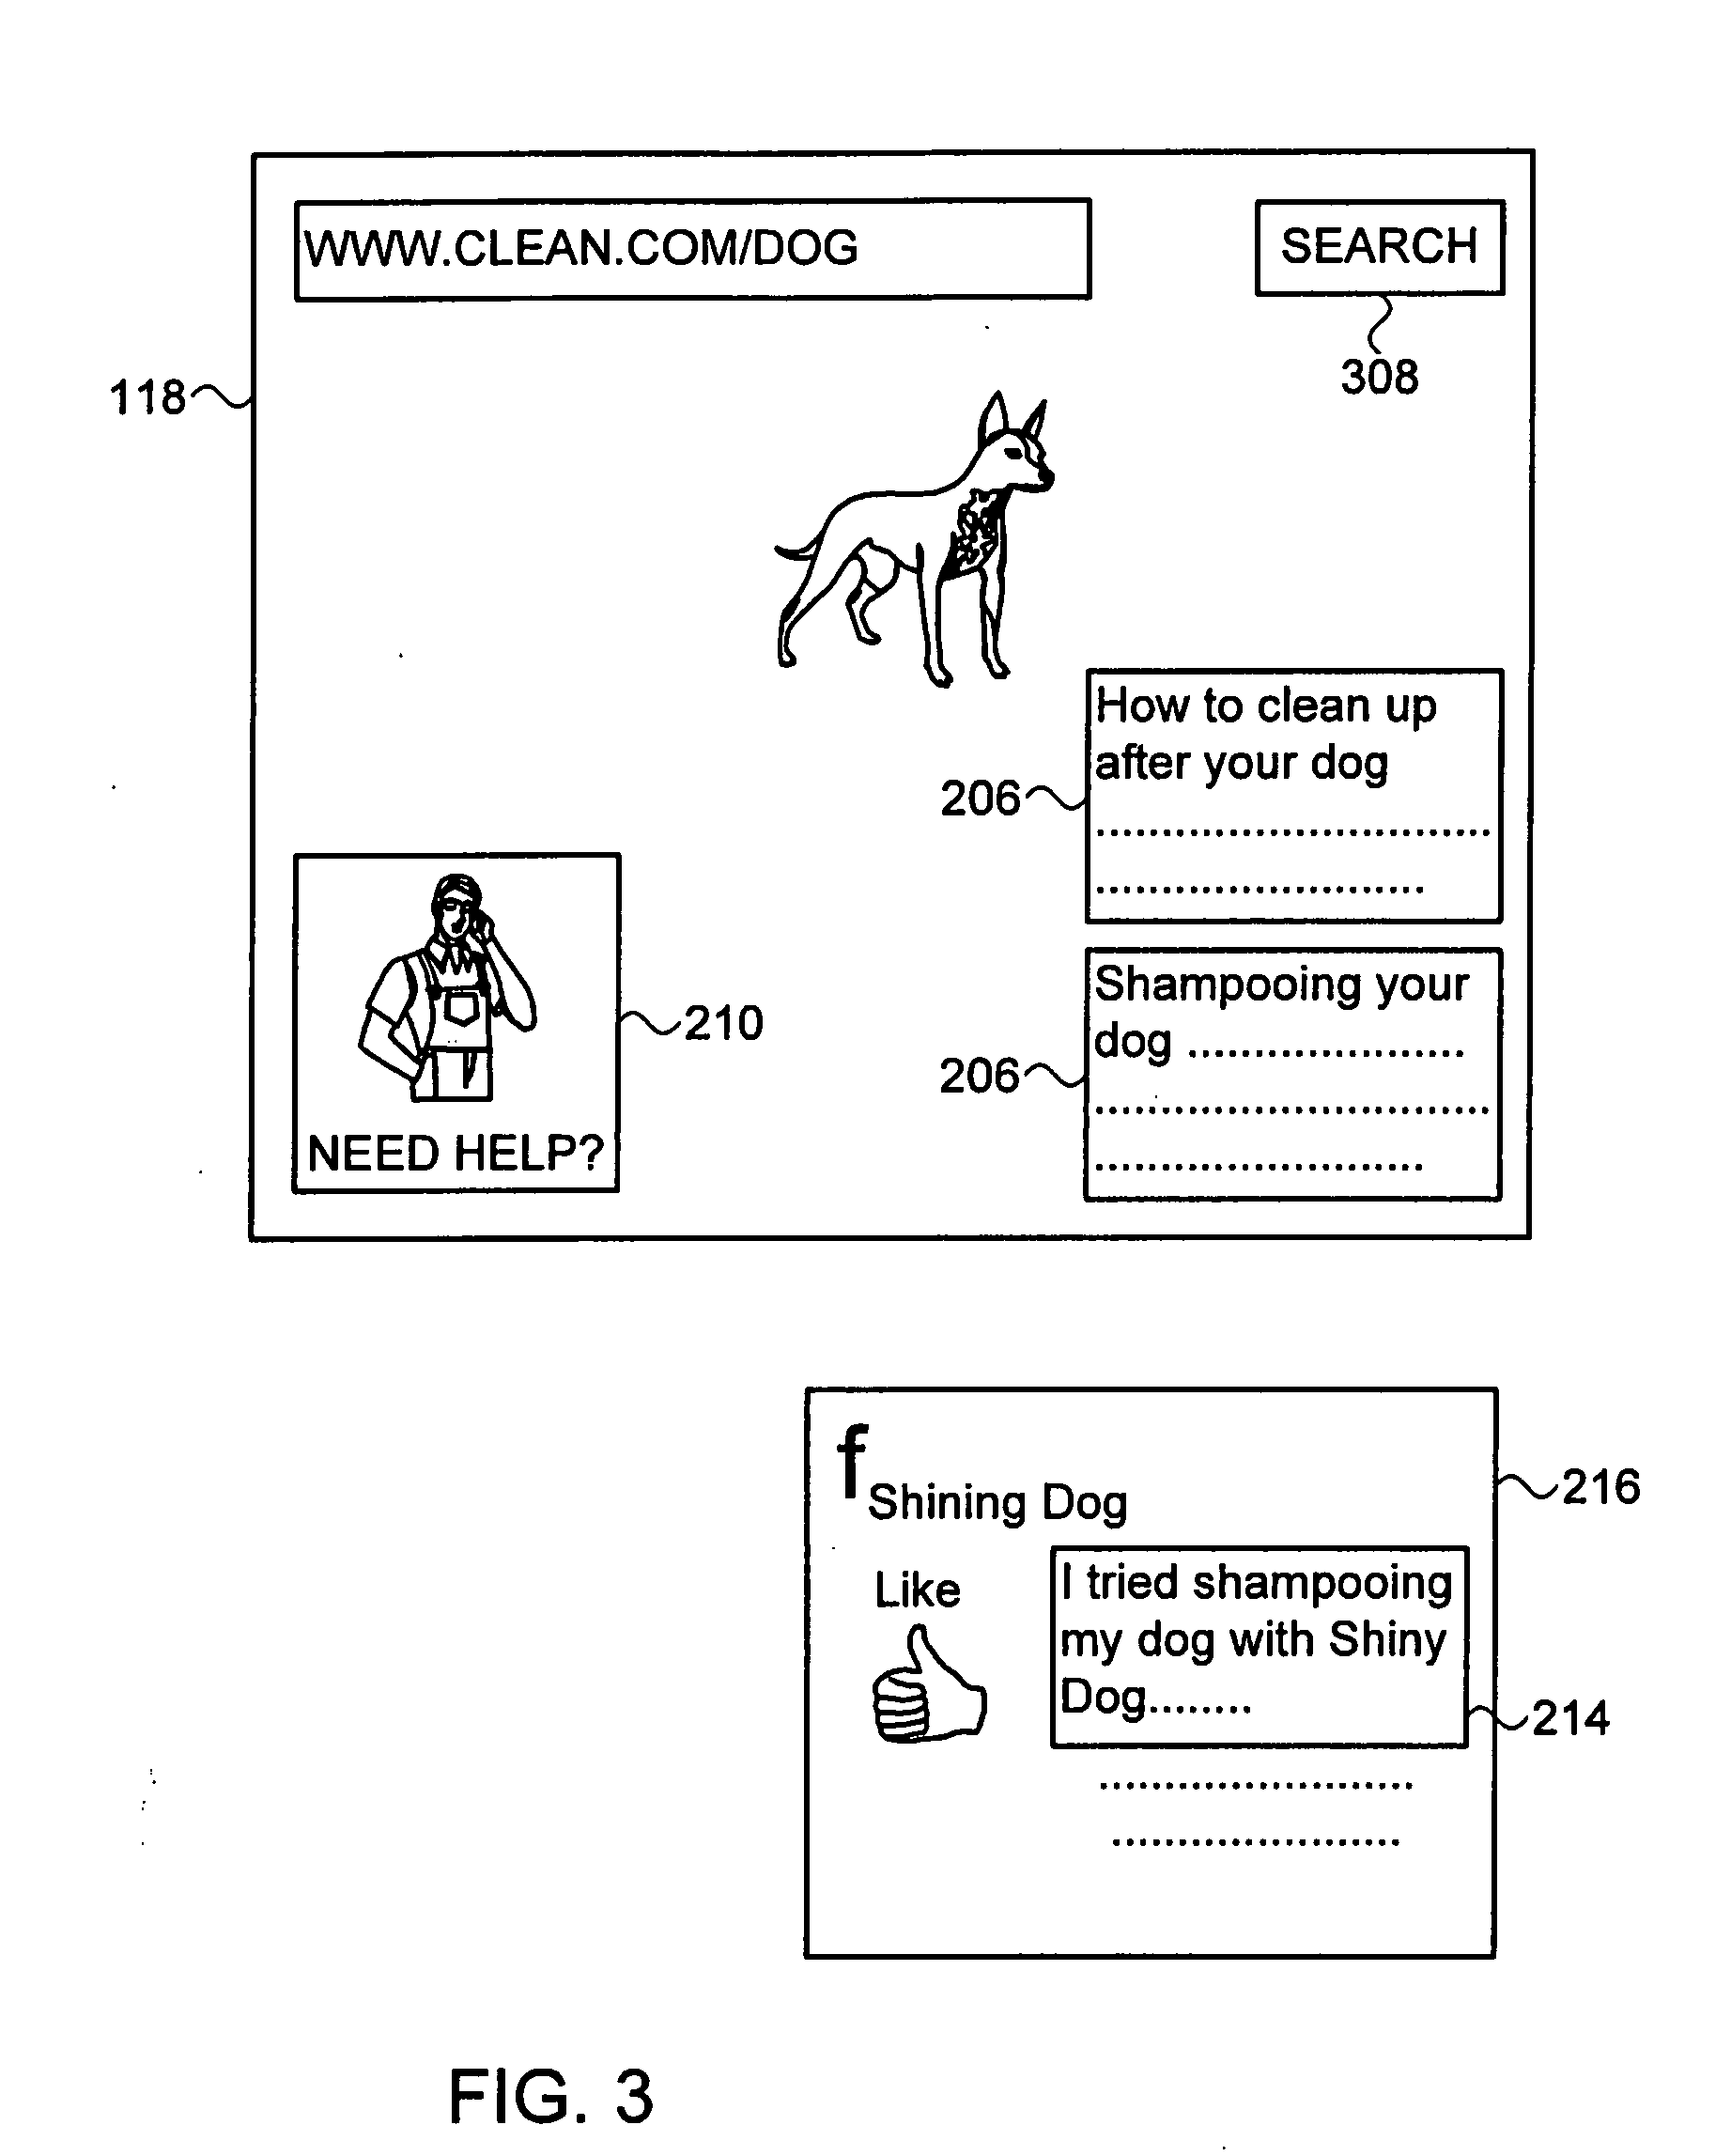 WWW.CLEAN.COM/DOG
SEARCH
308
118
How to clean up
after your dog
206
..............................
.........................
Shampooing your
dog .....................
206
..............................
.........................
210
NEED HELP?
f
Shining Dog
216
Like
I tried shampooing
my dog with Shiny
Dog........
214
........................
......................
FIG. 3